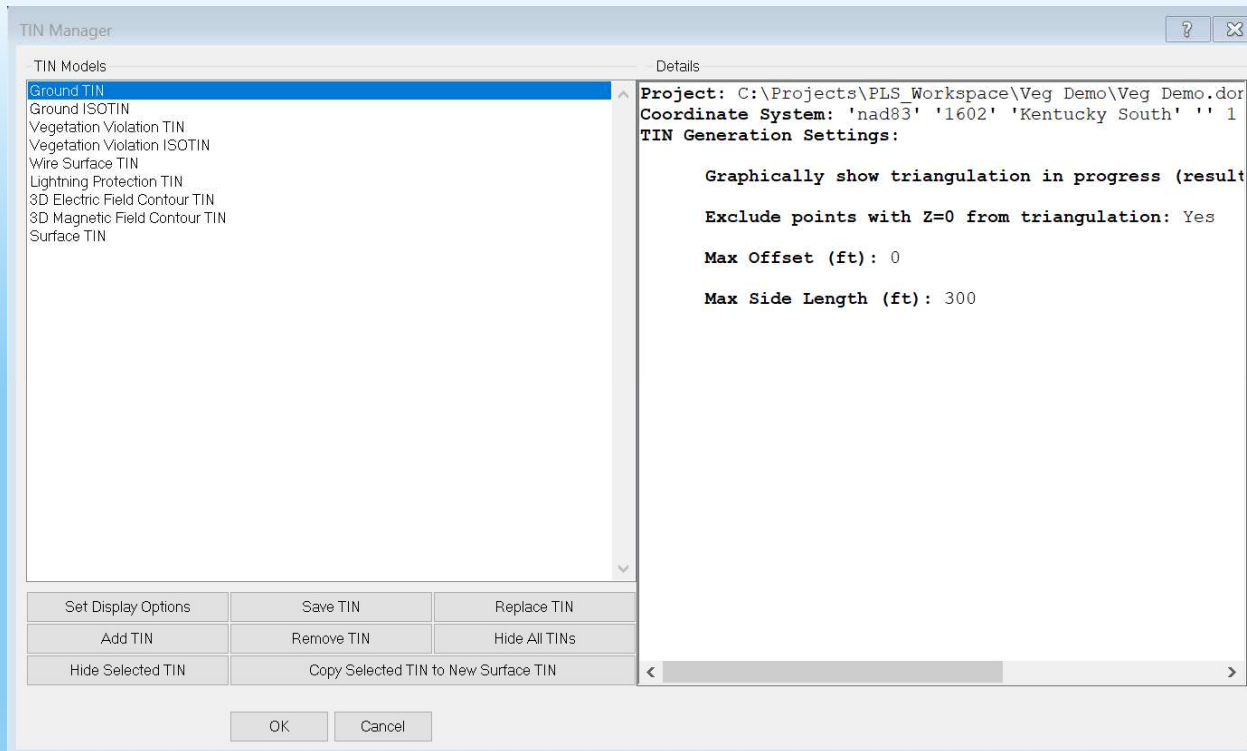 TIN Manager
TIN Models
Ground TIN
Ground ISOTIN
Vegetation Violation TIN
Vegetation Violation ISOTIN
Wire Surface TIN
Lightning Protection TIN
3D Electric Field Contour TIN
3D Magnetic Field Contour TIN
Surface TIN
Set Display Options Save TIN Replace TIN
Add TIN Remove TIN Hide All TINs
Hide Selected TIN Copy Selected TIN to New Surface TIN
OK Cancel
Details
Project: C:\Projects\PLS_Workspace\Veg Demo\Veg Demo.don
Coordinate System: 'nad83' '1602' 'Kentucky South' '' 1
TIN Generation Settings:
Graphically show triangulation in progress (result
Exclude points with Z=0 from triangulation: Yes
Max Offset (ft): 0
Max Side Length (ft): 300